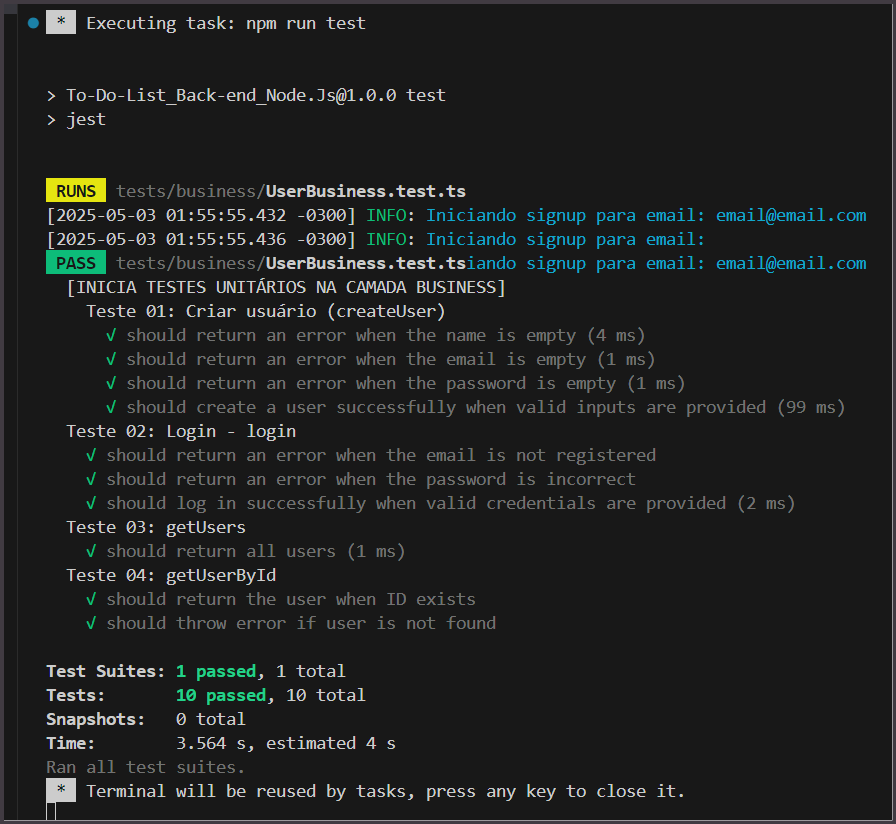 * Executing task: npm run test
> To-Do-List_Back-end_Node.Js@1.0.0 test
> jest
RUNS tests/business/UserBusiness.test.ts
[2025-05-03 01:55:55.432 -0300] INFO: Iniciando signup para email: email@email.com
[2025-05-03 01:55:55.436 -0300] INFO: Iniciando signup para email:
PASS tests/business/UserBusiness.test.tsiando signup para email: email@email.com
[INICIA TESTES UNITÁRIOS NA CAMADA BUSINESS]
Teste 01: Criar usuário (createUser)
√ should return an error when the name is empty (4 ms)
√ should return an error when the email is empty (1 ms)
√ should return an error when the password is empty (1 ms)
√ should create a user successfully when valid inputs are provided (99 ms)
Teste 02: Login - login
√ should return an error when the email is not registered
√ should return an error when the password is incorrect
√ should log in successfully when valid credentials are provided (2 ms)
Teste 03: getUsers
√ should return all users (1 ms)
Teste 04: getUserById
√ should return the user when ID exists
√ should throw error if user is not found
Test Suites: 1 passed, 1 total
Tests: 10 passed, 10 total
Snapshots: 0 total
Time: 3.564 s, estimated 4 s
Ran all test suites.
* Terminal will be reused by tasks, press any key to close it.